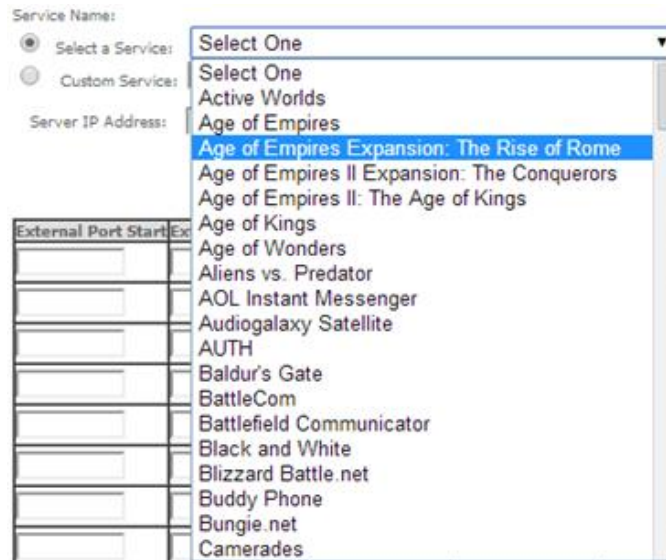 Service Name:
Select a Service: Select One
Custom Service:
Server IP Address:
Select One
Active Worlds
Age of Empires
Age of Empires Expansion: The Rise of Rome
Age of Empires II Expansion: The Conquerors
Age of Empires II: The Age of Kings
Age of Kings
Age of Wonders
Aliens vs. Predator
AOL Instant Messenger
Audiogalaxy Satellite
AUTH
Baldur's Gate
BattleCom
Battlefield Communicator
Black and White
Blizzard Battle.net
Buddy Phone
Bungie.net
Camerades
External Port Start Ex